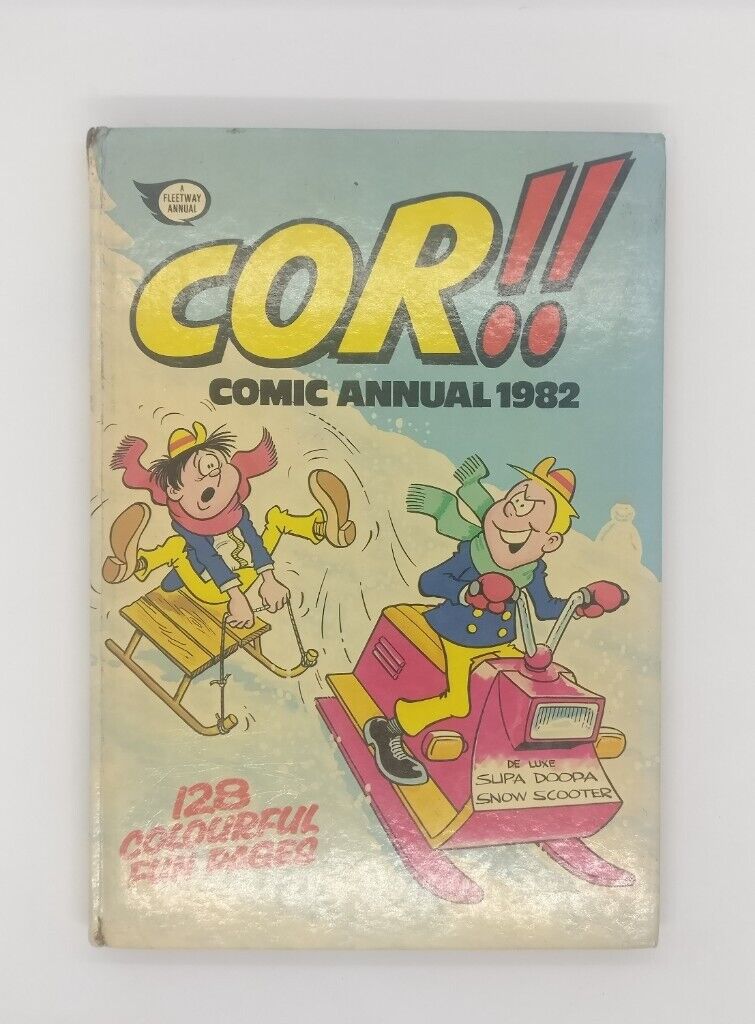 A
FLEETWAY
ANNUAL
COR!!
COMIC ANNUAL 1982
DE LUXE
SUPA DOOPA
SNOW SCOOTER
128
COLOURFUL
FUN PAGES